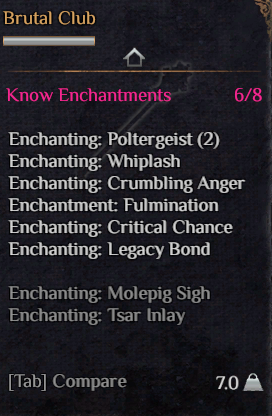 Brutal Club
Know Enchantments 6/8
Enchanting: Poltergeist (2)
Enchanting: Whiplash
Enchanting: Crumbling Anger
Enchantment: Fulmination
Enchanting: Critical Chance
Enchanting: Legacy Bond
Enchanting: Molepig Sigh
Enchanting: Tsar Inlay
[Tab] Compare 7.0